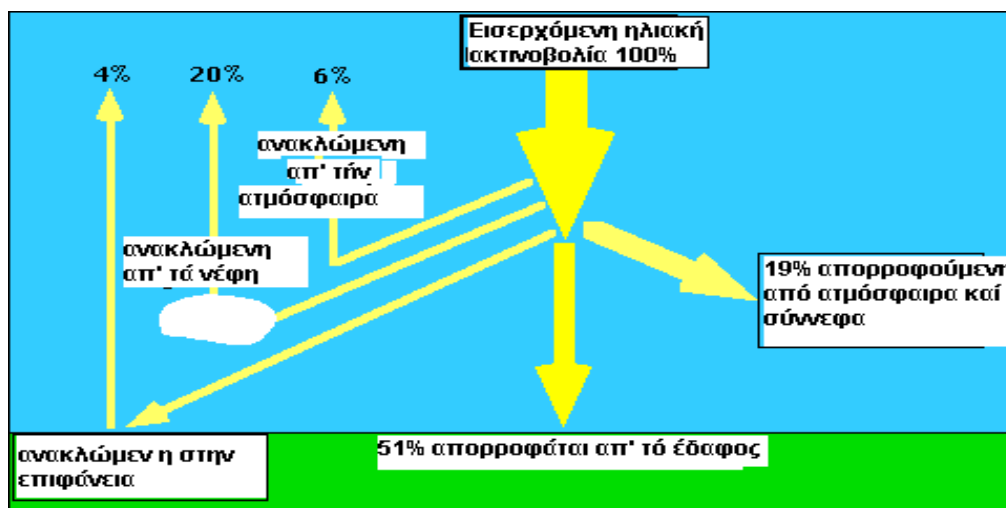 Εισερχόμενη ηλιακή
ακτινοβολία 100%
4% 20% 6%
ανακλώμενη
απ' τήν
ατμόσφαιρα
ανακλώμενη
απ' τά νέφη
19% απορροφούμενη
από ατμόσφαιρα καί
σύννεφα
ανακλώμεν η στην
επιφάνεια
51% απορροφάται απ' τό έδαφος